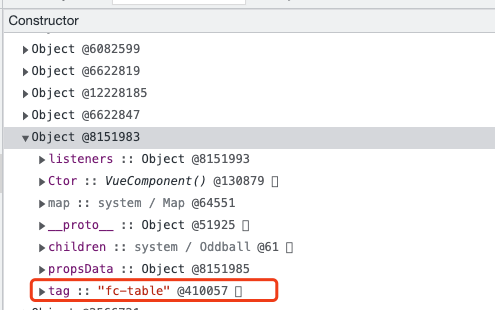 Constructor
▶Object @6082599
▶Object @6622819
▶Object @12228185
▶Object @6622847
▼Object @8151983
▶listeners :: Object @8151993
▶Ctor :: VueComponent() @130879 □
▶map :: system / Map @64551
▶__proto__ :: Object @51925 □
▶children :: system / Oddball @61 □
▶propsData :: Object @8151985
▶tag :: "fc-table" @410057 □